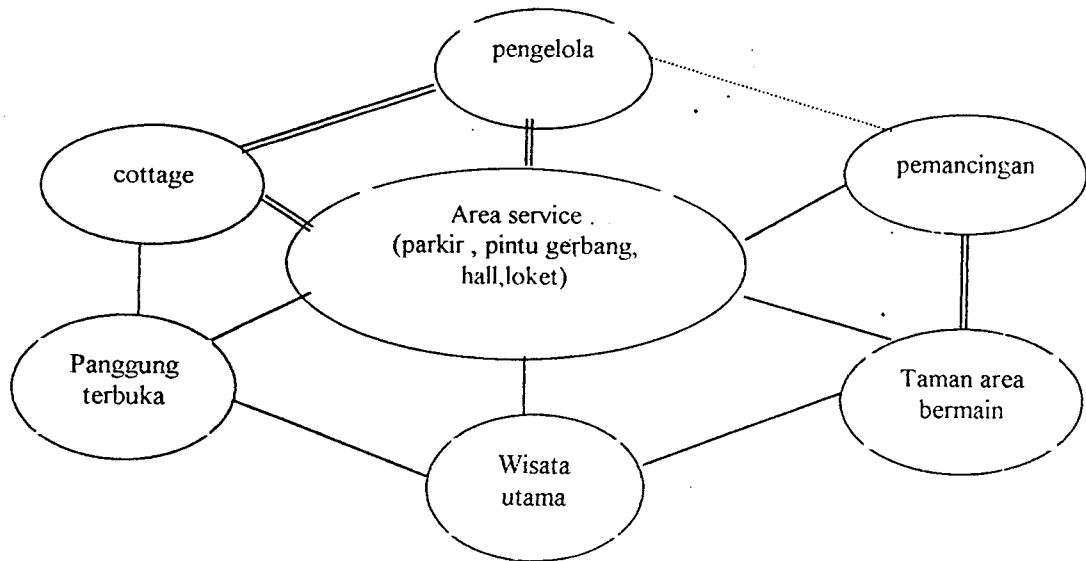 pengelola
cottage
pemancingan
Area service .
(parkir , pintu gerbang,
hall,loket)
Panggung
terbuka
Taman area
bermain
Wisata
utama